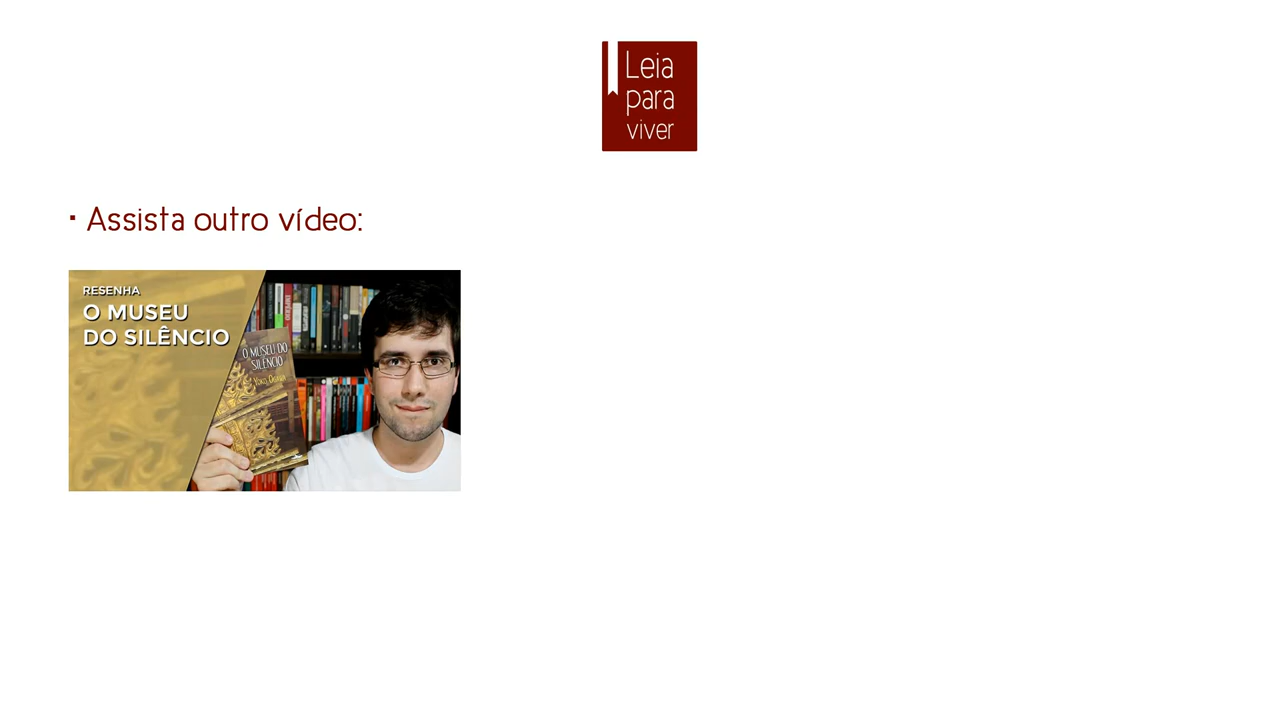 Leia
para
viver
· Assista outro vídeo:
RESENHA
O MUSEU
DO SILÊNCIO
O MUSEU DO
SILÊNCIO